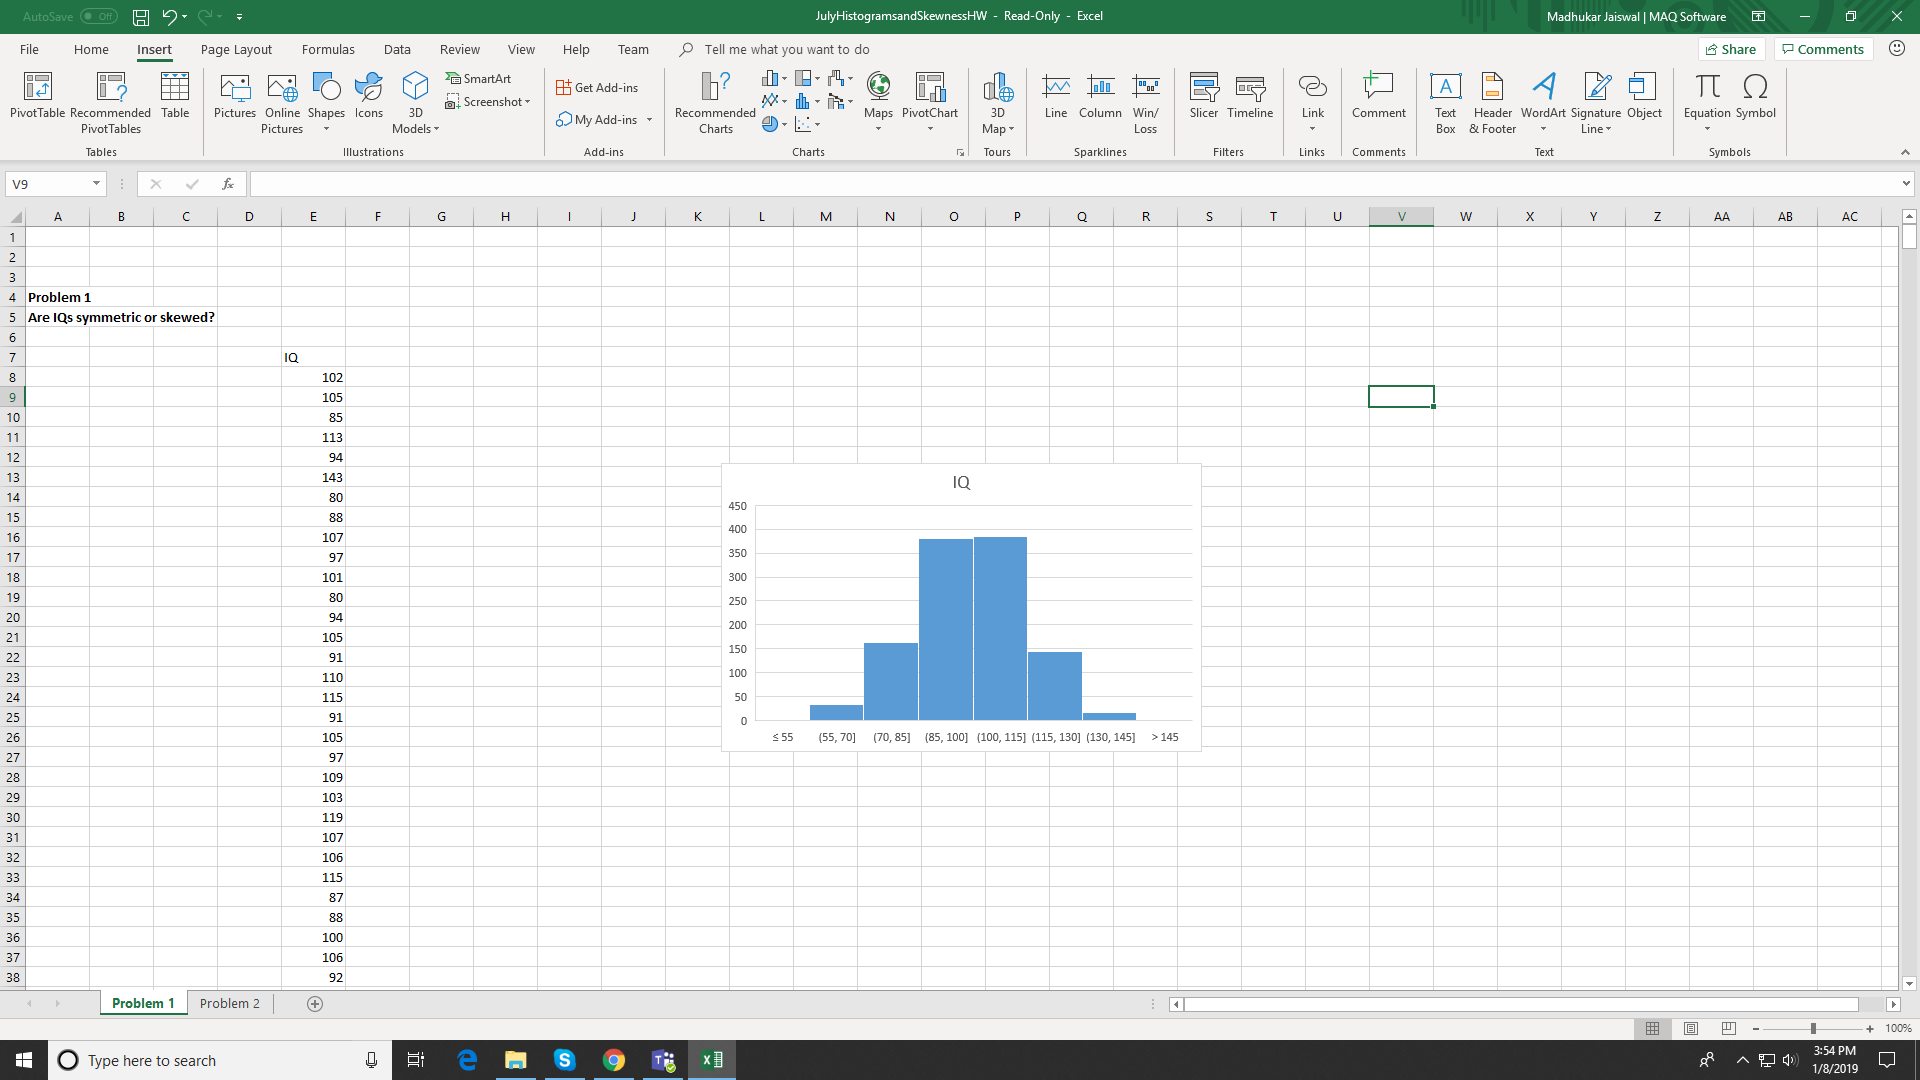 AutoSave Off
JulyHistogramsandSkewnessHW - Read-Only - Excel
Madhukar Jaiswal | MAQ Software
File Home Insert Page Layout Formulas Data Review View Help Team Tell me what you want to do
Share Comments
PivotTable Recommended PivotTables Table
Tables
Pictures Online Pictures Shapes Icons 3D Models SmartArt Screenshot
Illustrations
Get Add-ins
My Add-ins
Add-ins
Recommended Charts Maps PivotChart
Charts
3D Map
Tours
Line Column Win/Loss
Sparklines
Slicer Timeline
Filters
Link
Links
Comment
Comments
Text Box Header & Footer WordArt Signature Line Object
Text
Equation Symbol
Symbols
V9
fx
A B C D E F G H I J K L M N O P Q R S T U V W X Y Z AA AB AC
1
2
3
4 Problem 1
5 Are IQs symmetric or skewed?
6
7 IQ
8 102
9 105
10 85
11 113
12 94
13 143
14 80
15 88
16 107
17 97
18 101
19 80
20 94
21 105
22 91
23 110
24 115
25 91
26 105
27 97
28 109
29 103
30 119
31 107
32 106
33 115
34 87
35 88
36 100
37 106
38 92
IQ
450
400
350
300
250
200
150
100
50
0
≤ 55 (55, 70] (70, 85] (85, 100] (100, 115] (115, 130] (130, 145] > 145
Problem 1 Problem 2
100%
Type here to search
3:54 PM
1/8/2019